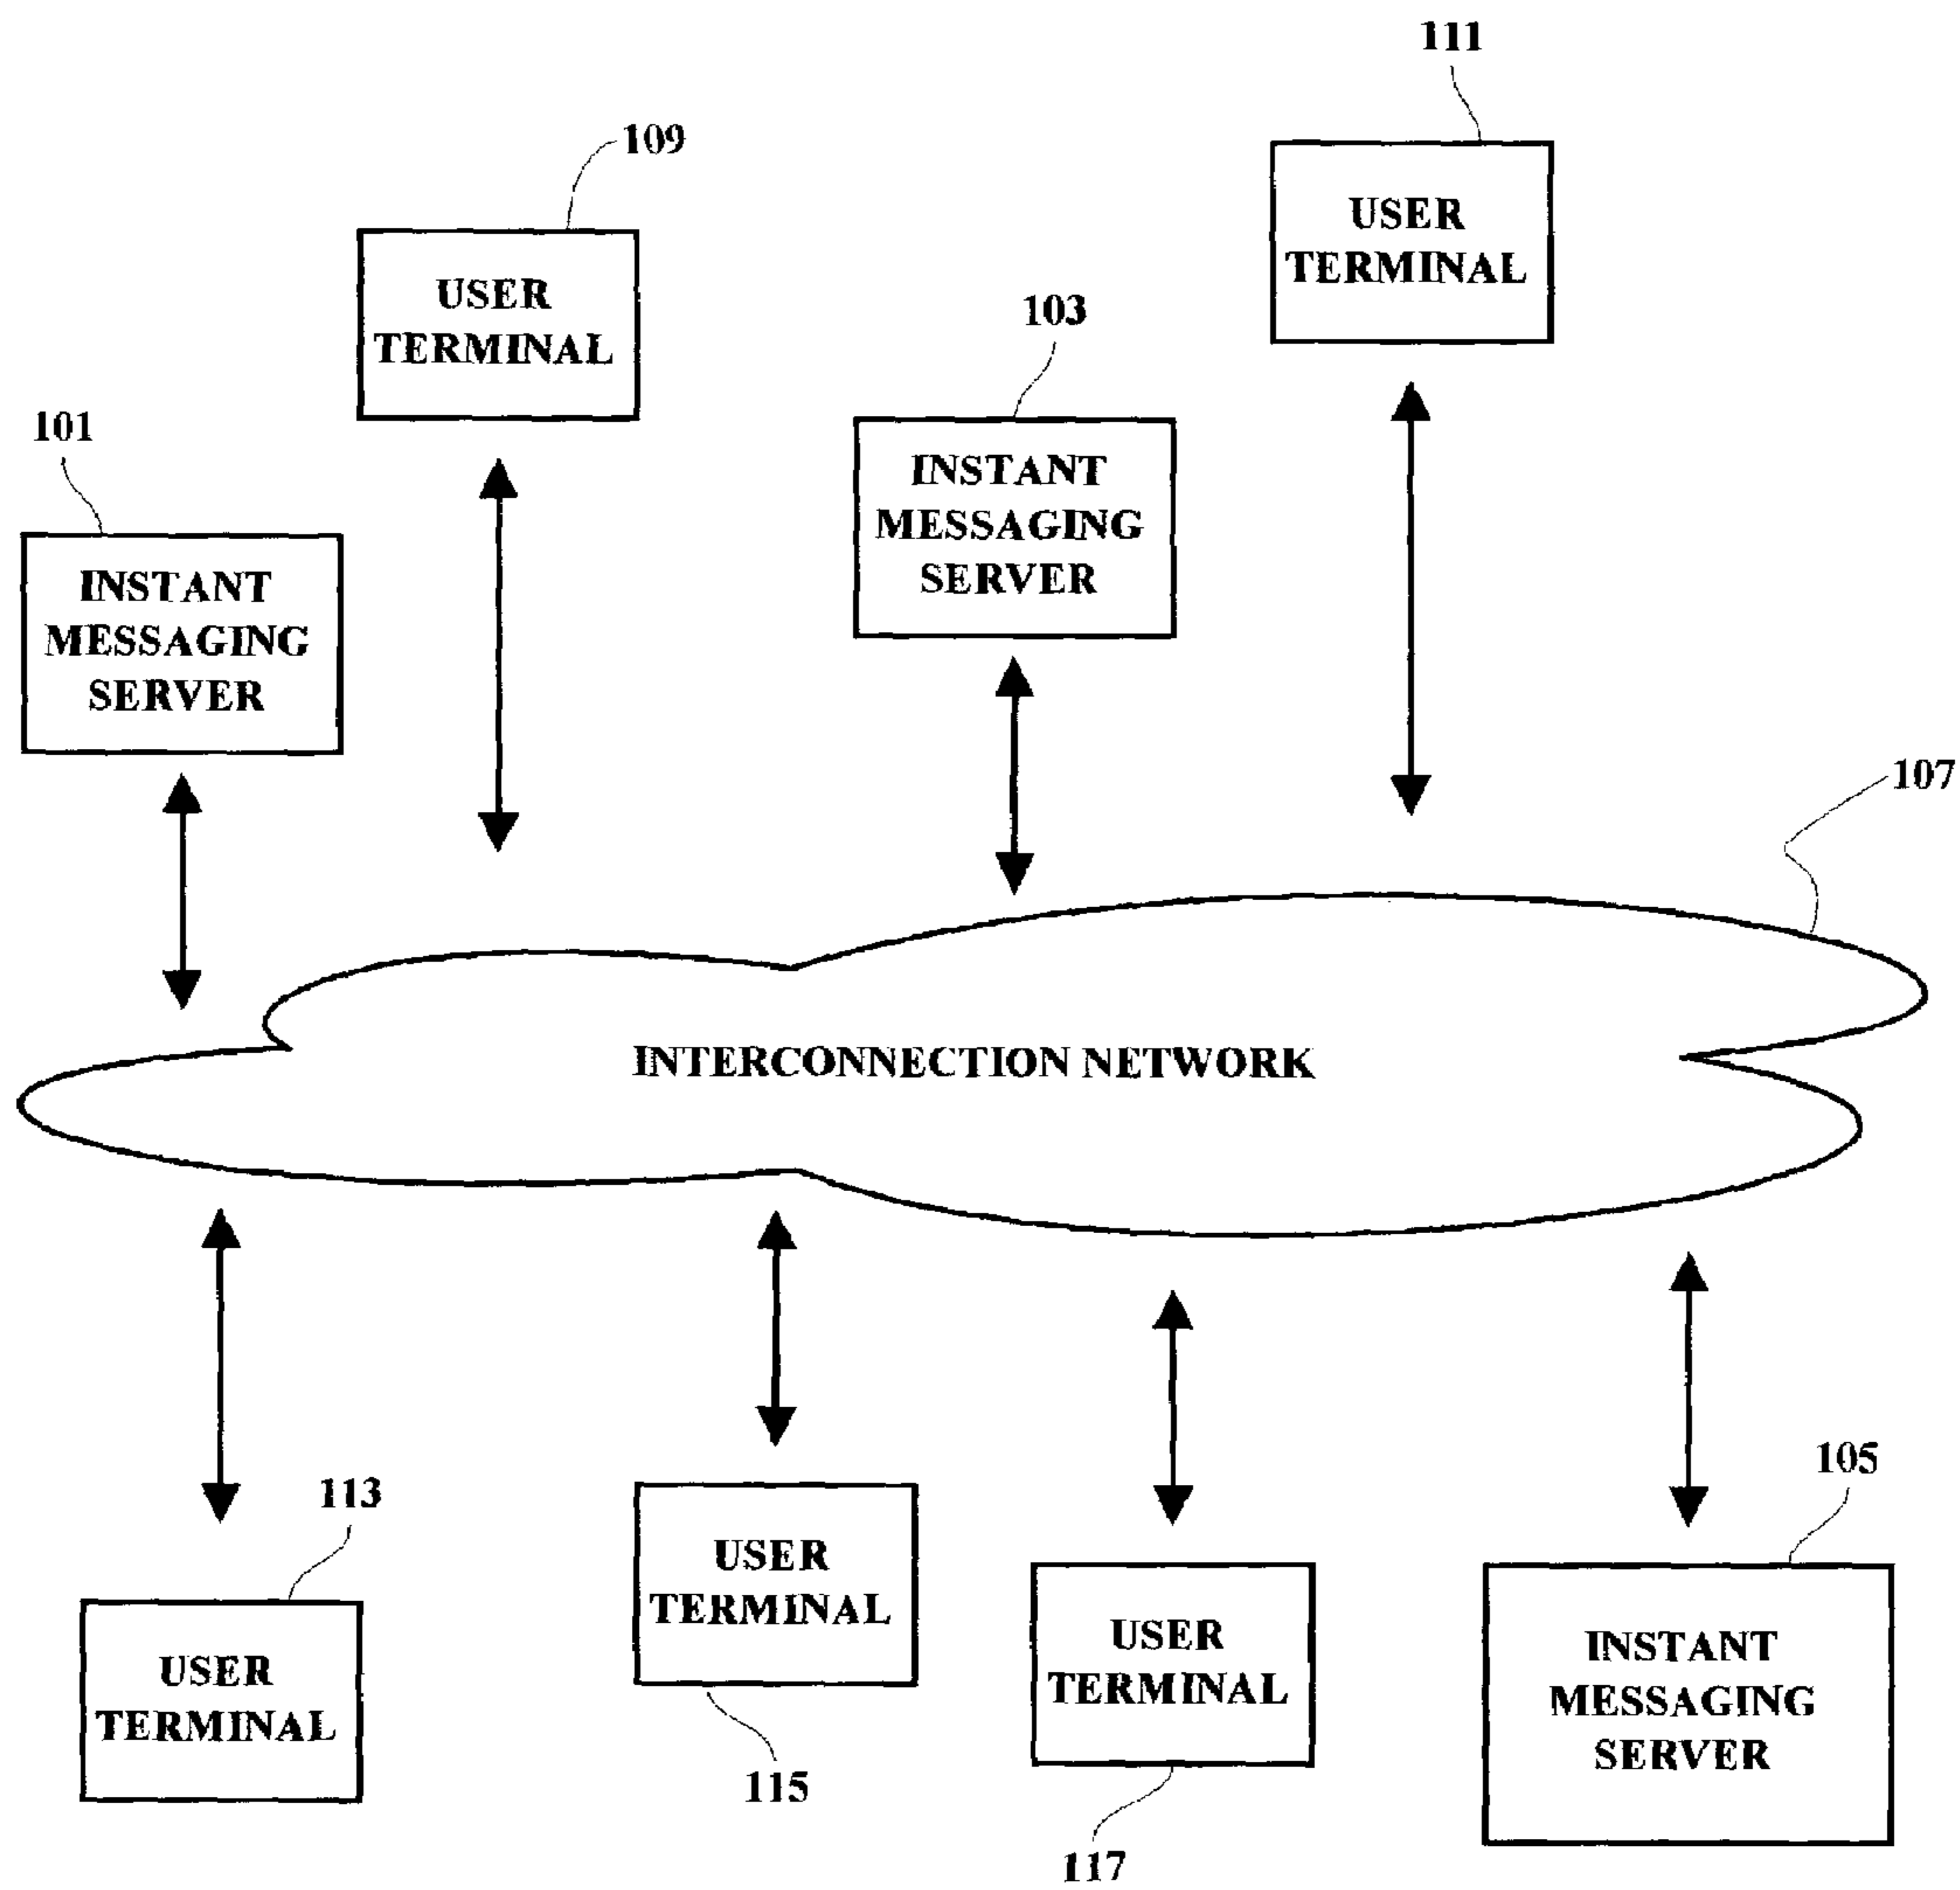 111
109
USER
TERMINAL
USER
TERMINAL
103
101
INSTANT
MESSAGING
SERVER
INSTANT
MESSAGING
SERVER
107
INTERCONNECTION NETWORK
105
113
USER
TERMINAL
USER
TERMINAL
INSTANT
MESSAGING
SERVER
USER
TERMINAL
115
117